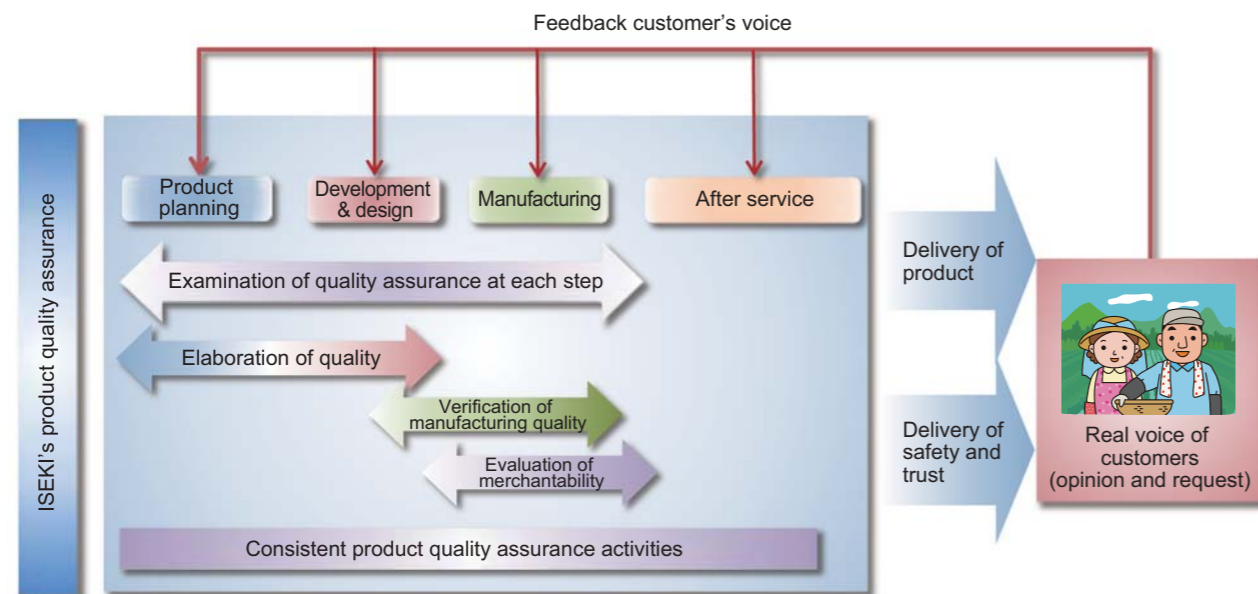 Feedback customer's voice
ISEKI's product quality assurance
Product
planning
Development
& design
Manufacturing
After service
Examination of quality assurance at each step
Elaboration of quality
Verification of
manufacturing quality
Evaluation of
merchantability
Consistent product quality assurance activities
Delivery of
product
Delivery of
safety and
trust
Real voice of
customers
(opinion and request)